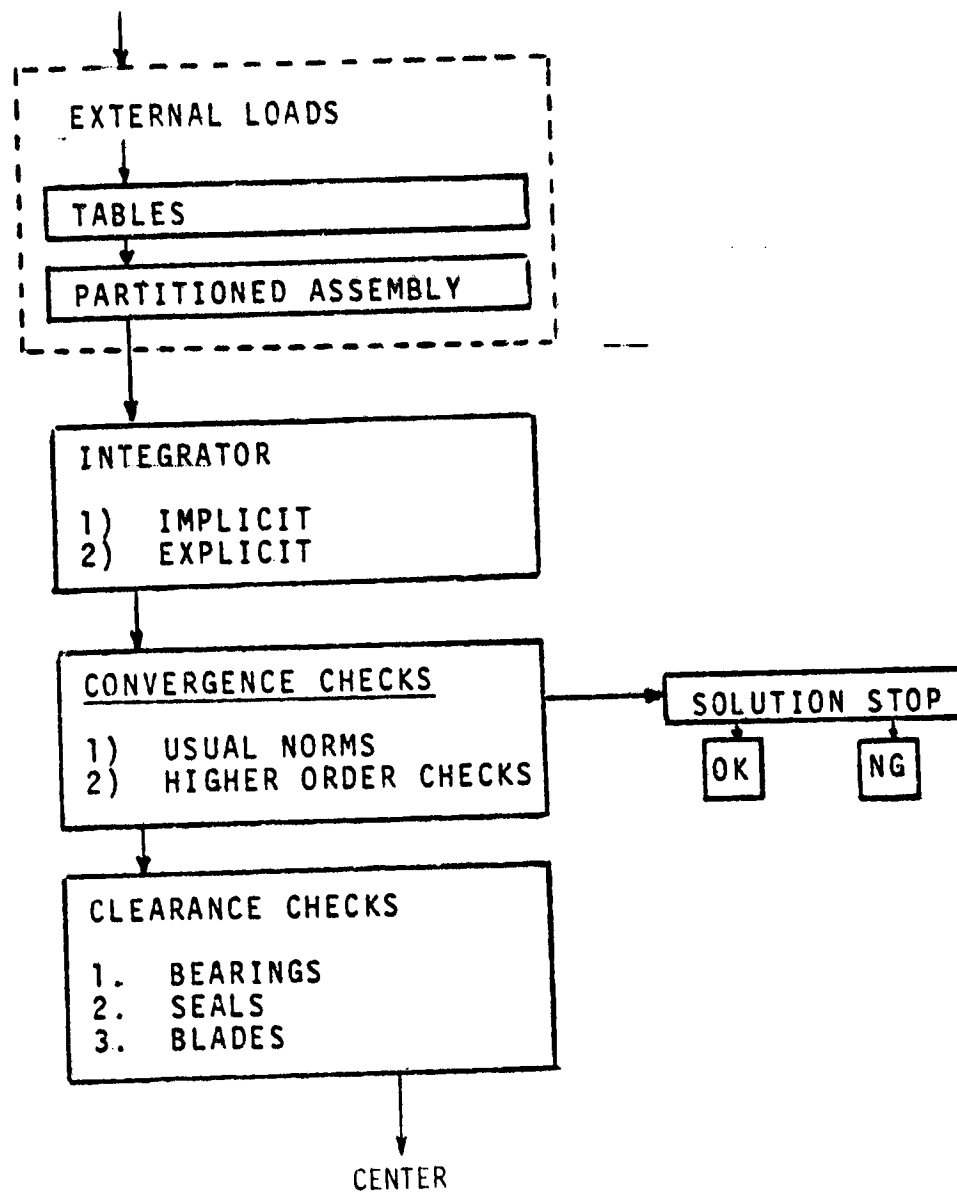 EXTERNAL LOADS
TABLES
PARTITIONED ASSEMBLY
INTEGRATOR
1) IMPLICIT
2) EXPLICIT
CONVERGENCE CHECKS
1) USUAL NORMS
2) HIGHER ORDER CHECKS
SOLUTION STOP
OK
NG
CLEARANCE CHECKS
1. BEARINGS
2. SEALS
3. BLADES
CENTER